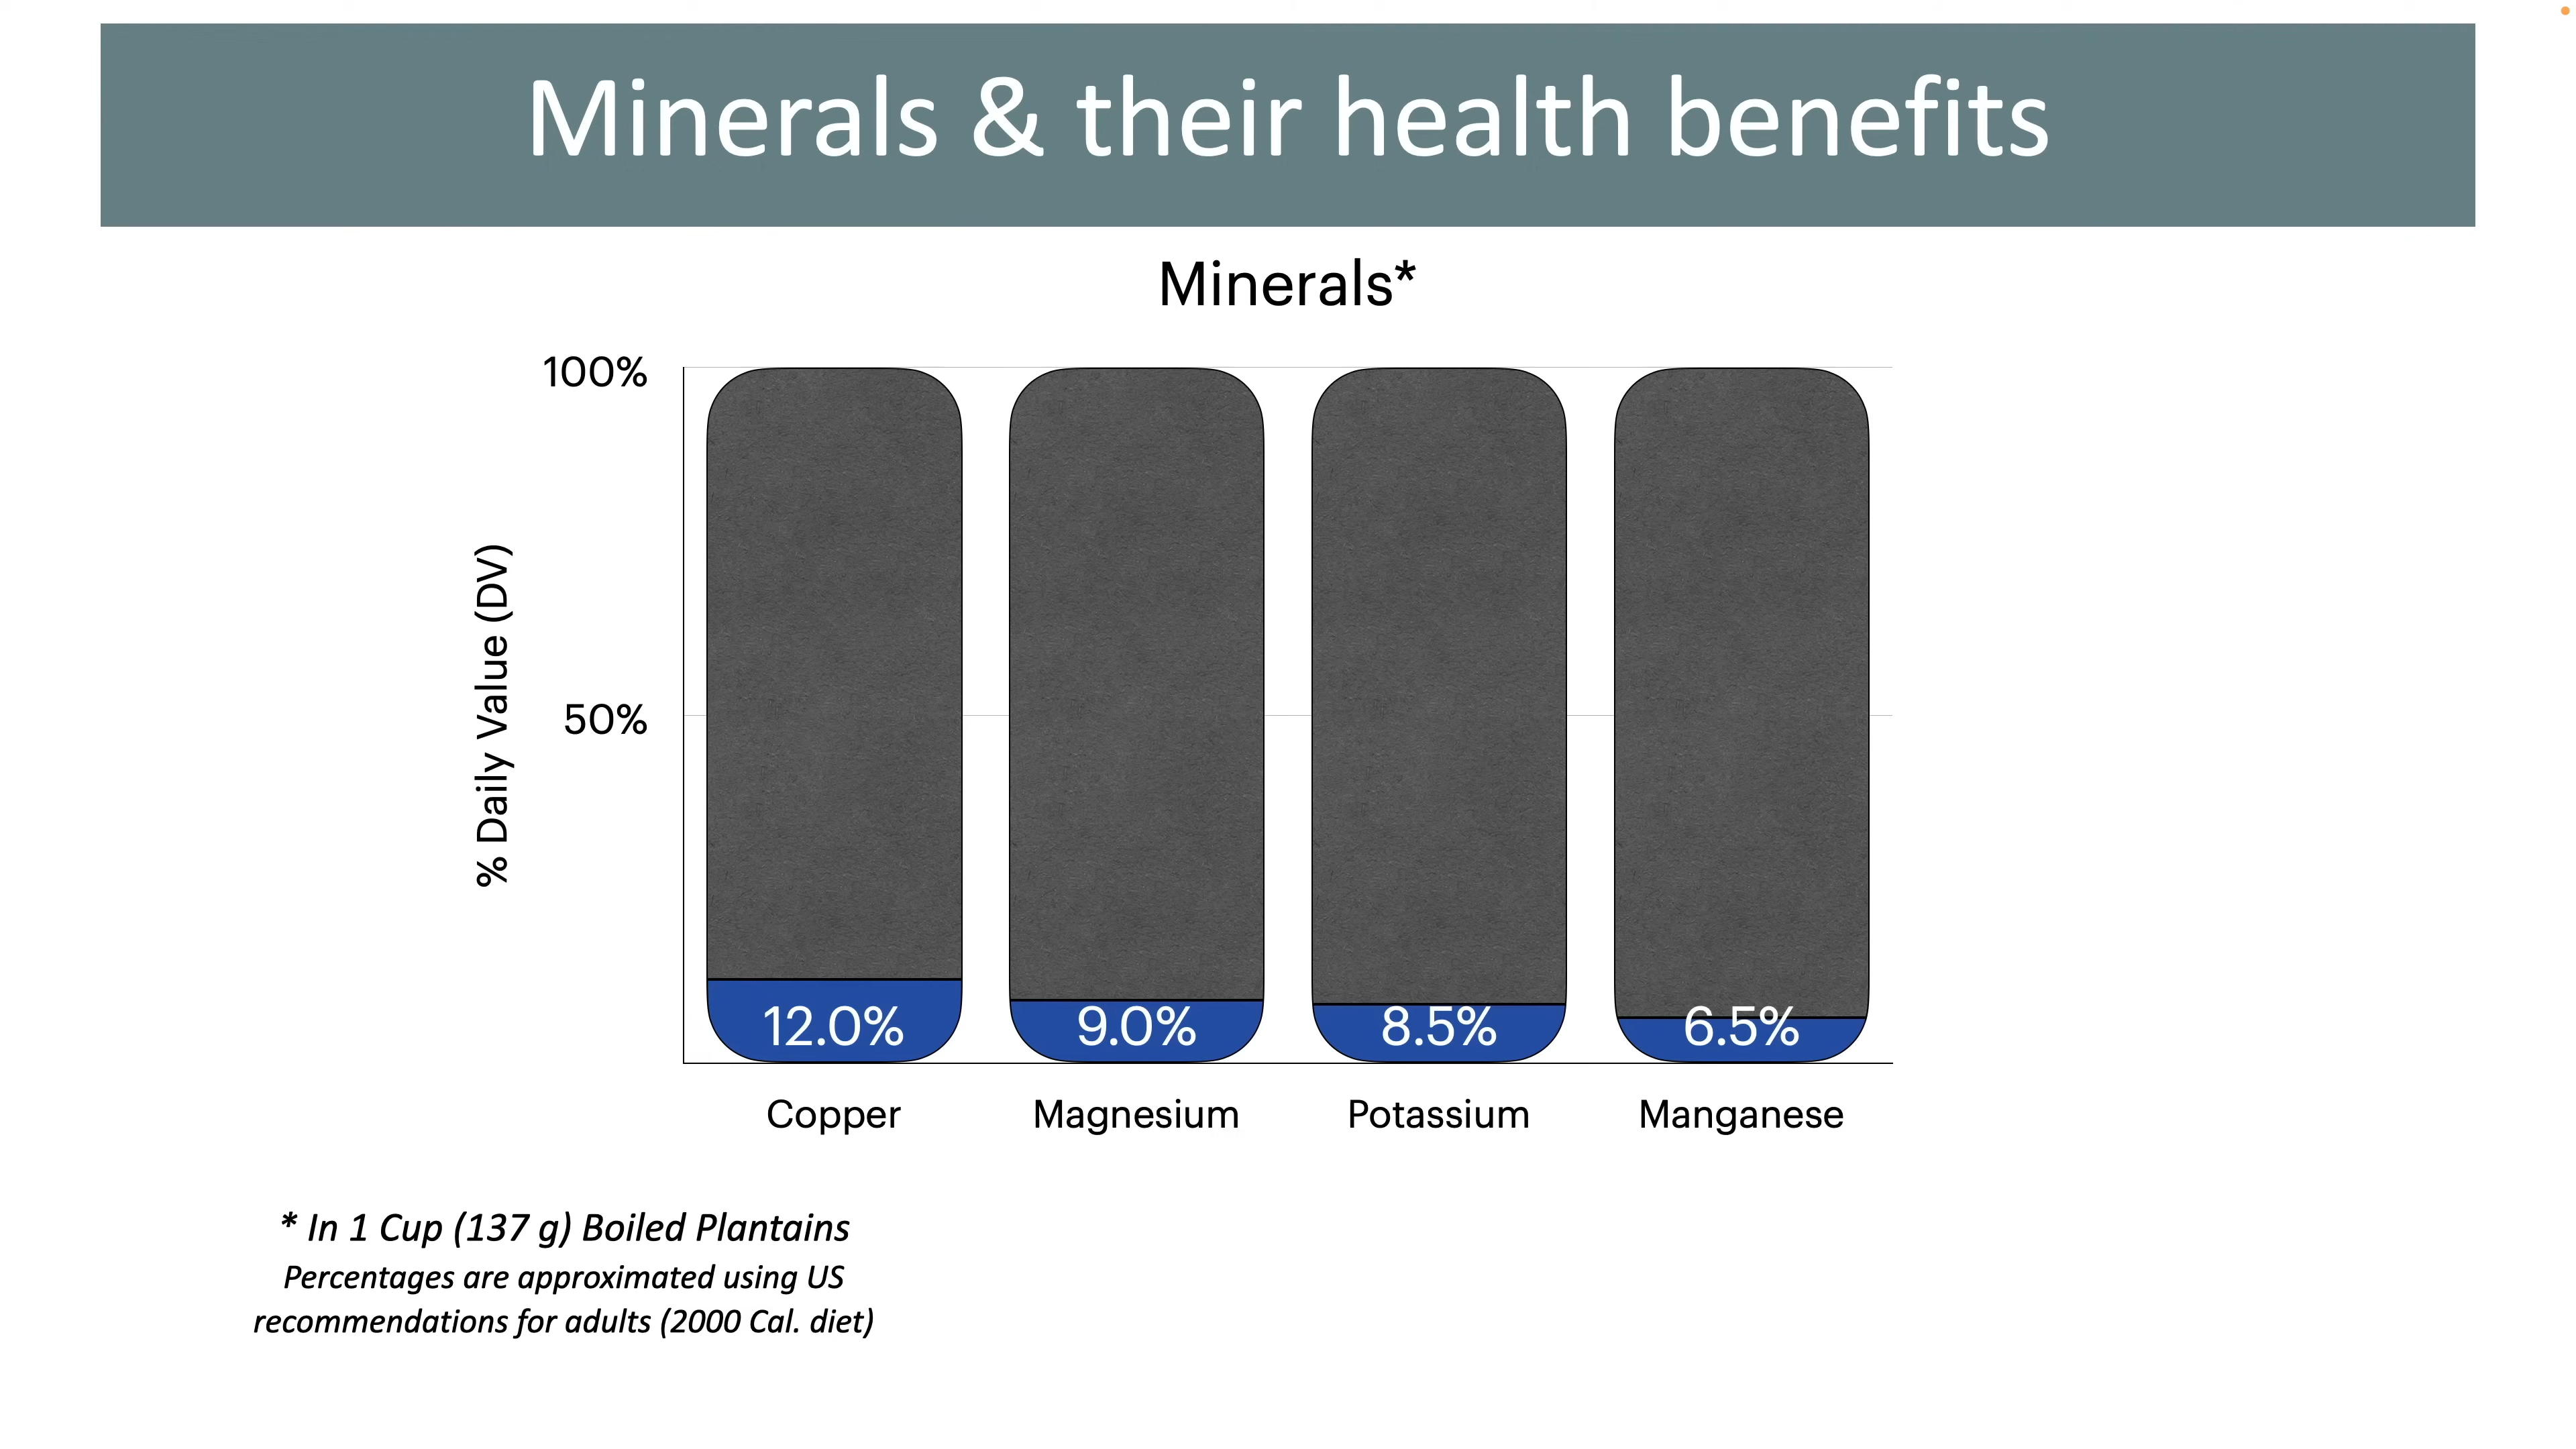 Minerals & their health benefits
Minerals*
100%
50%
% Daily Value (DV)
12.0%
9.0%
8.5%
6.5%
Copper
Magnesium
Potassium
Manganese
* In 1 Cup (137 g) Boiled Plantains
Percentages are approximated using US
recommendations for adults (2000 Cal. diet)